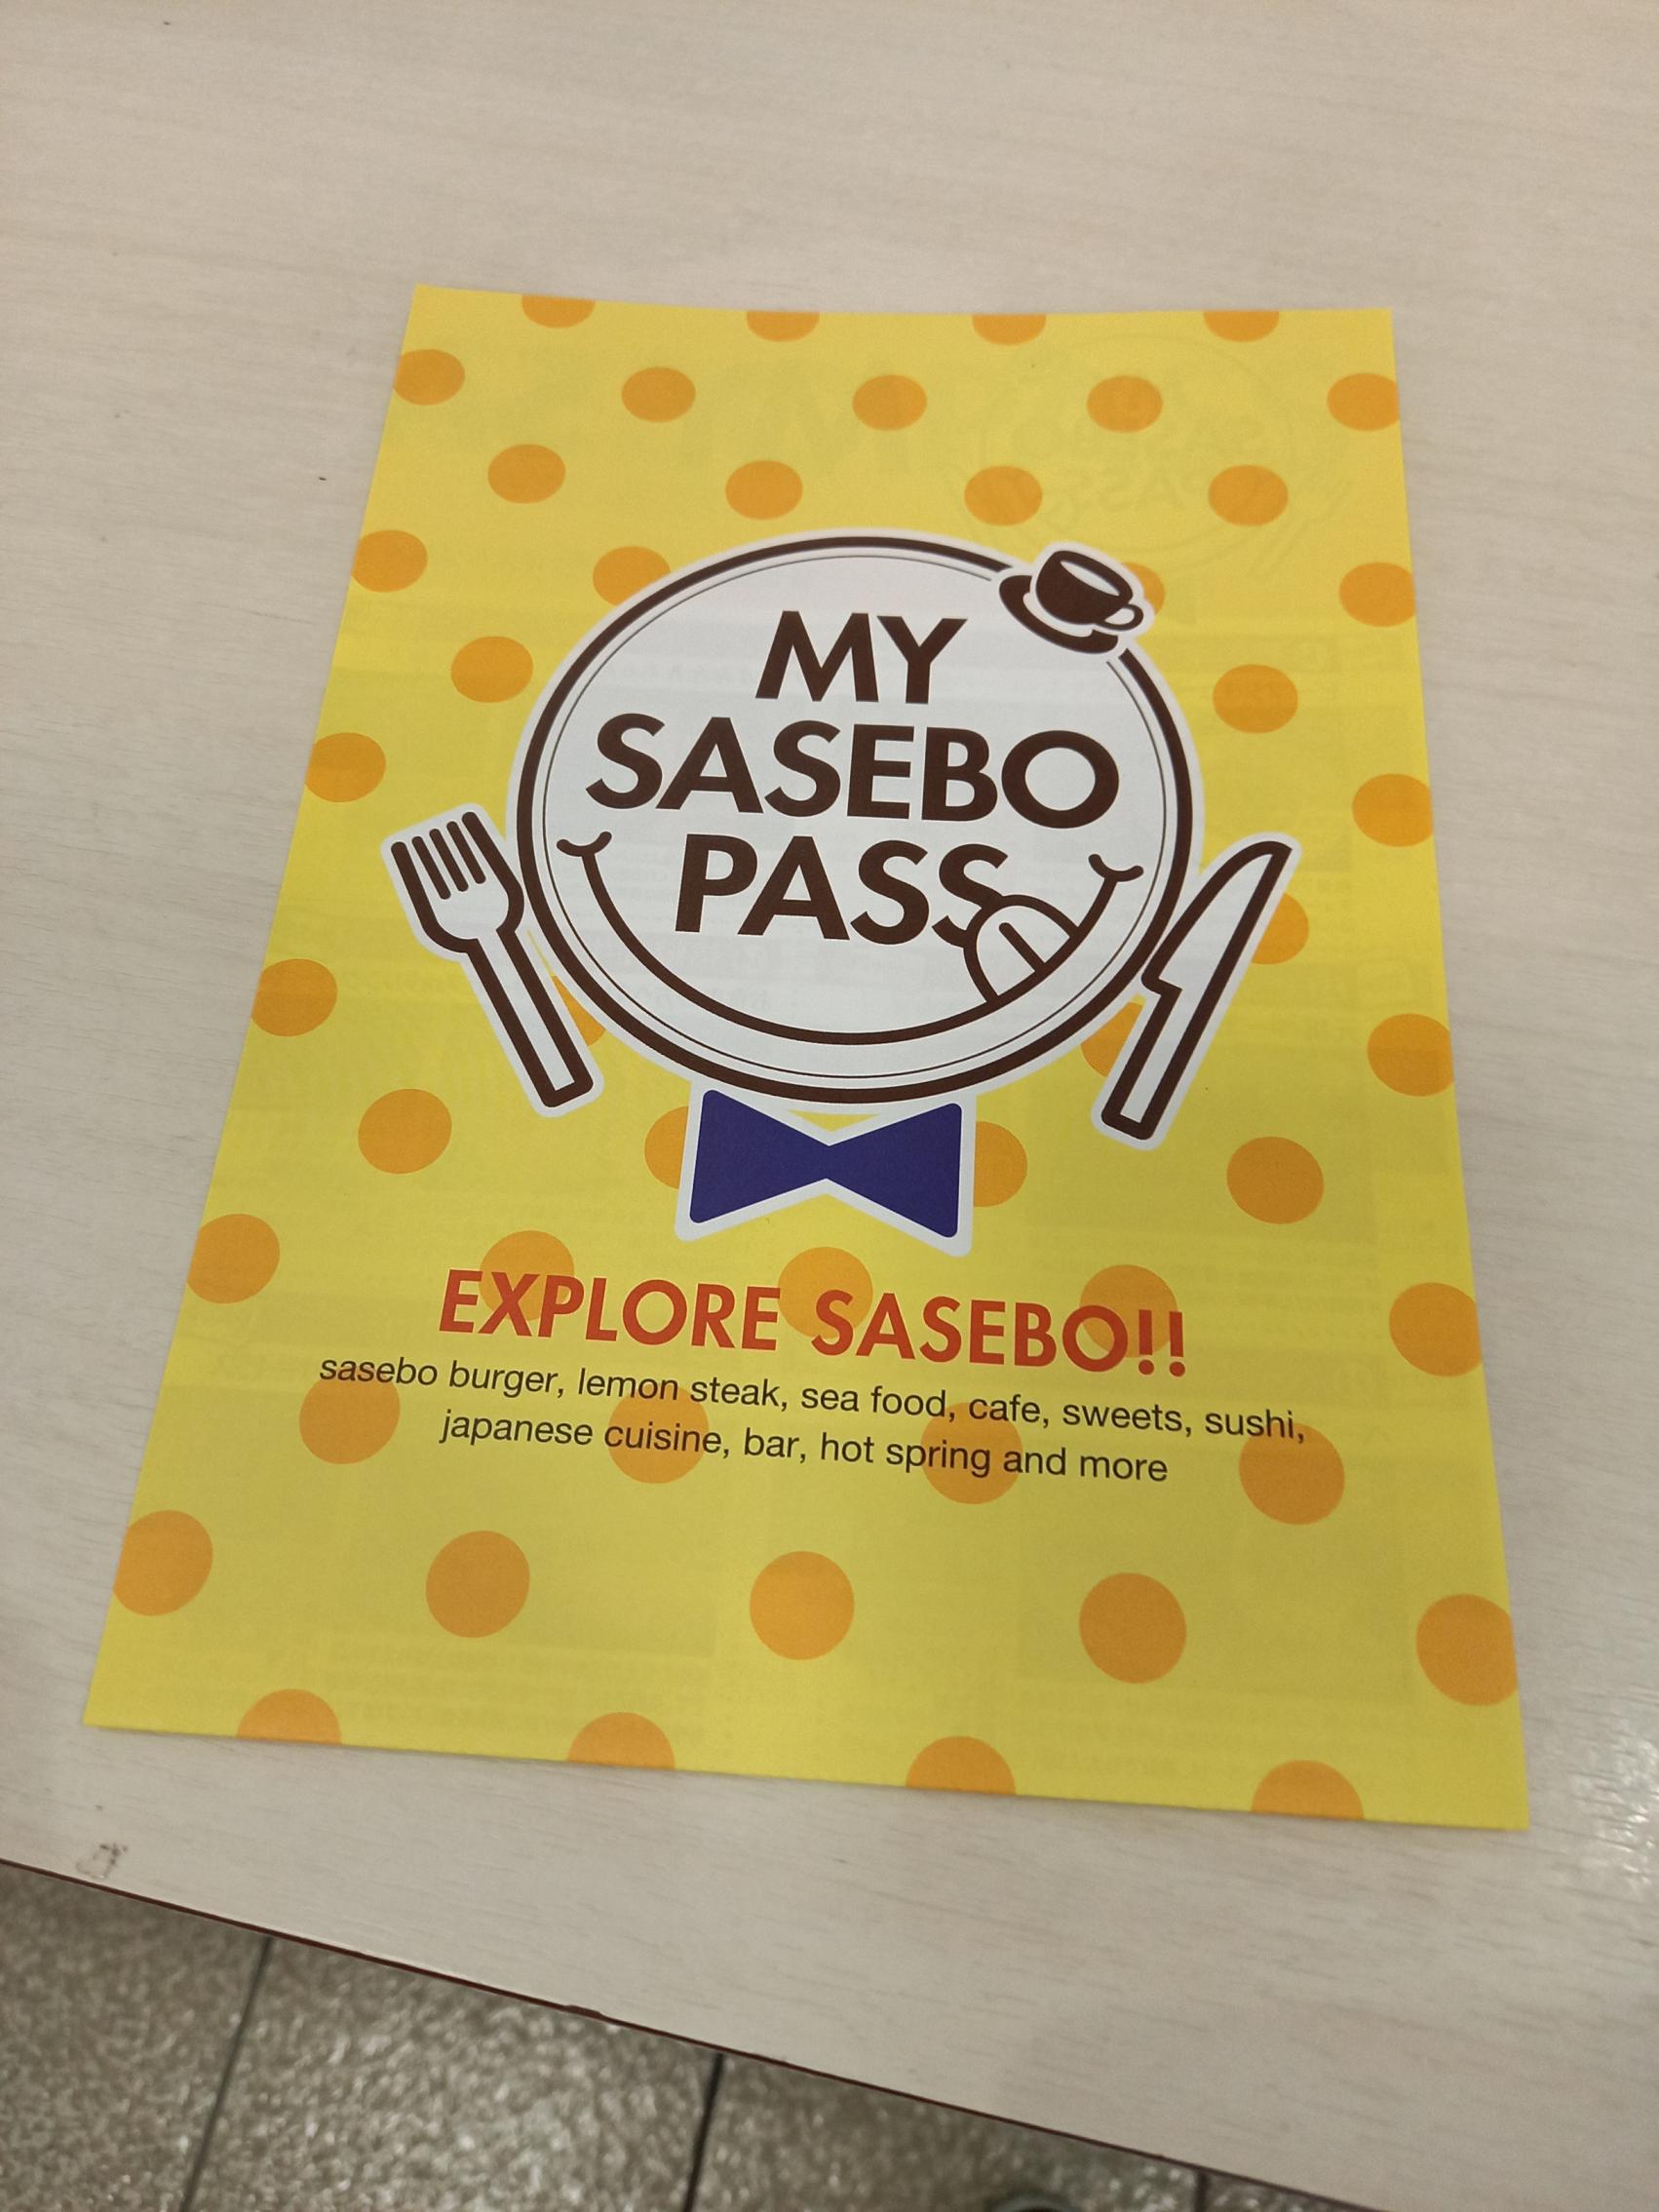 MY
SASEBO
PASS
EXPLORE SASEBO!!
sasebo burger, lemon steak, sea food, cafe, sweets, sushi,
japanese cuisine, bar, hot spring and more